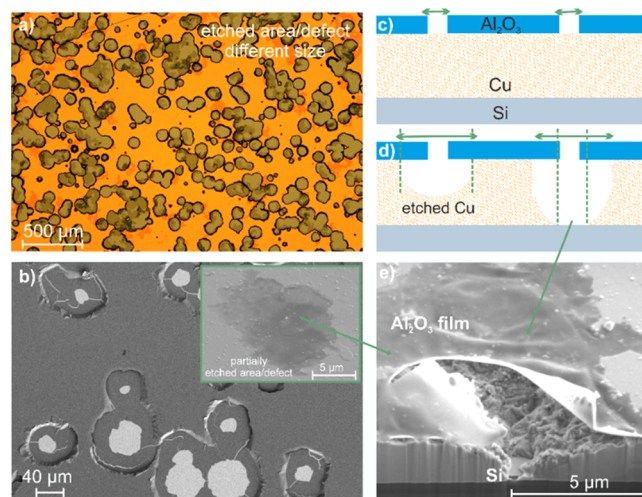 a)
etched area/defect
different size
500 µm
b)
partially
etched area/defect
5 µm
40 µm
c)
Al₂O₃
Cu
Si
d)
etched Cu
e)
Al₂O₃ film
Si
5 µm